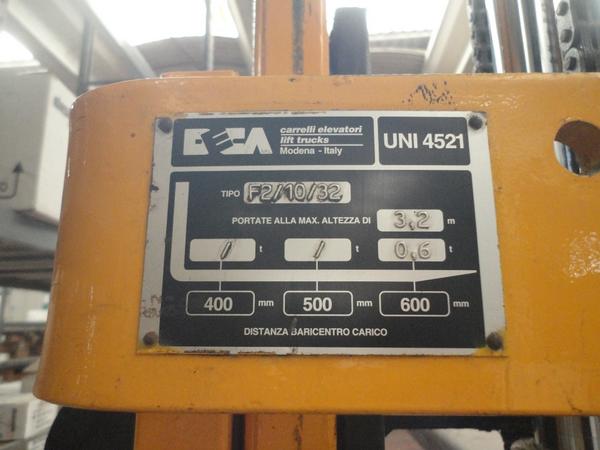 BECA
carrelli elevatori
lift trucks
Modena - Italy
UNI 4521
TIPO F2/10/32
PORTATE ALLA MAX. ALTEZZA DI 3,2 m
/ t / t 0,6 t
400 mm 500 mm 600 mm
DISTANZA BARICENTRO CARICO